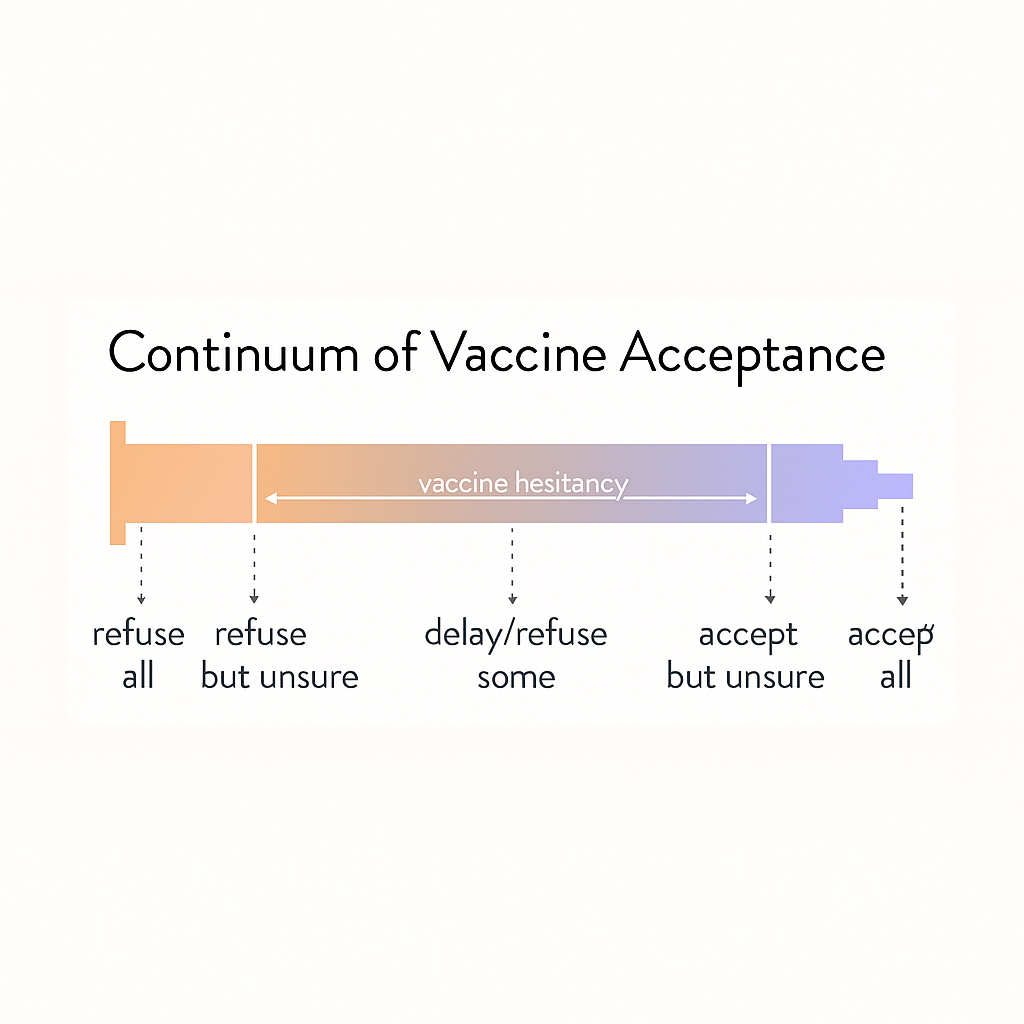 Continuum of Vaccine Acceptance
vaccine hesitancy
refuse all
refuse but unsure
delay/refuse some
accept but unsure
all